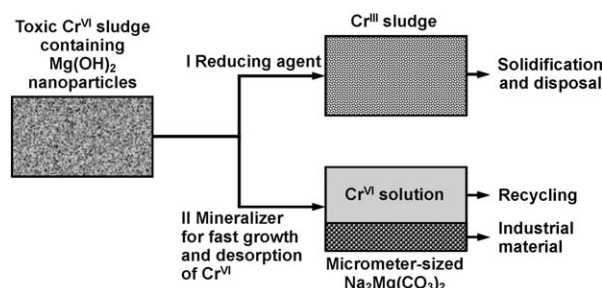 Toxic Crⱽᴵ sludge
containing
Mg(OH)₂
nanoparticles
I Reducing agent
Crᴵᴵᴵ sludge
Solidification
and disposal
II Mineralizer
for fast growth
and desorption
of Crⱽᴵ
Crⱽᴵ solution
Recycling
Industrial
material
Micrometer-sized
Na₂Mg(CO₃)₂